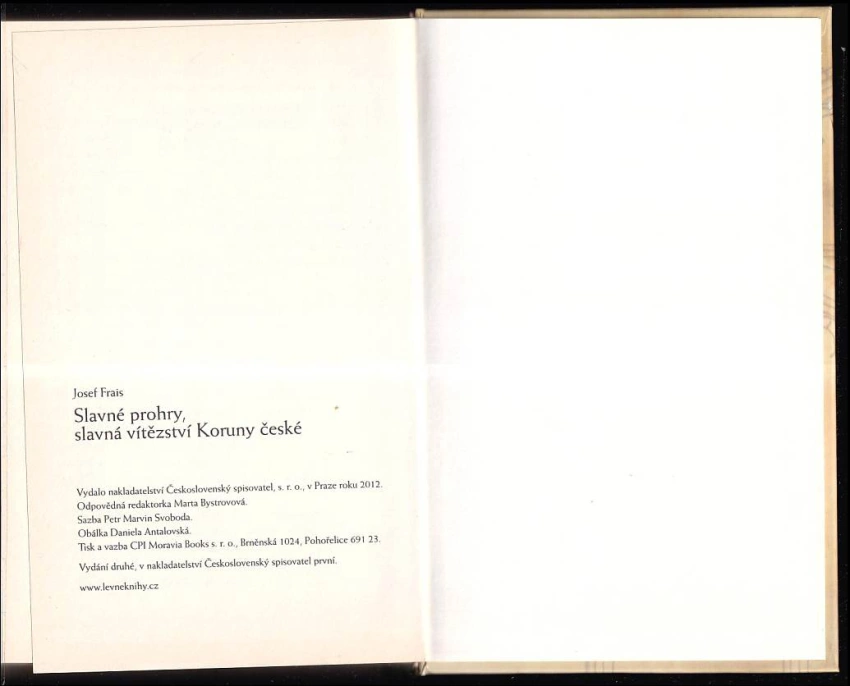 Josef Frais
Slavné prohry,
slavná vítězství Koruny české
Vydalo nakladatelství Československý spisovatel, s. r. o., v Praze roku 2012.
Odpovědná redaktorka Marta Bystrovová.
Sazba Petr Marvin Svoboda.
Obálka Daniela Antalovská.
Tisk a vazba CPI Moravia Books s. r. o., Brněnská 1024, Pohořelice 691 23.
Vydání druhé, v nakladatelství Československý spisovatel první.
www.levneknihy.cz